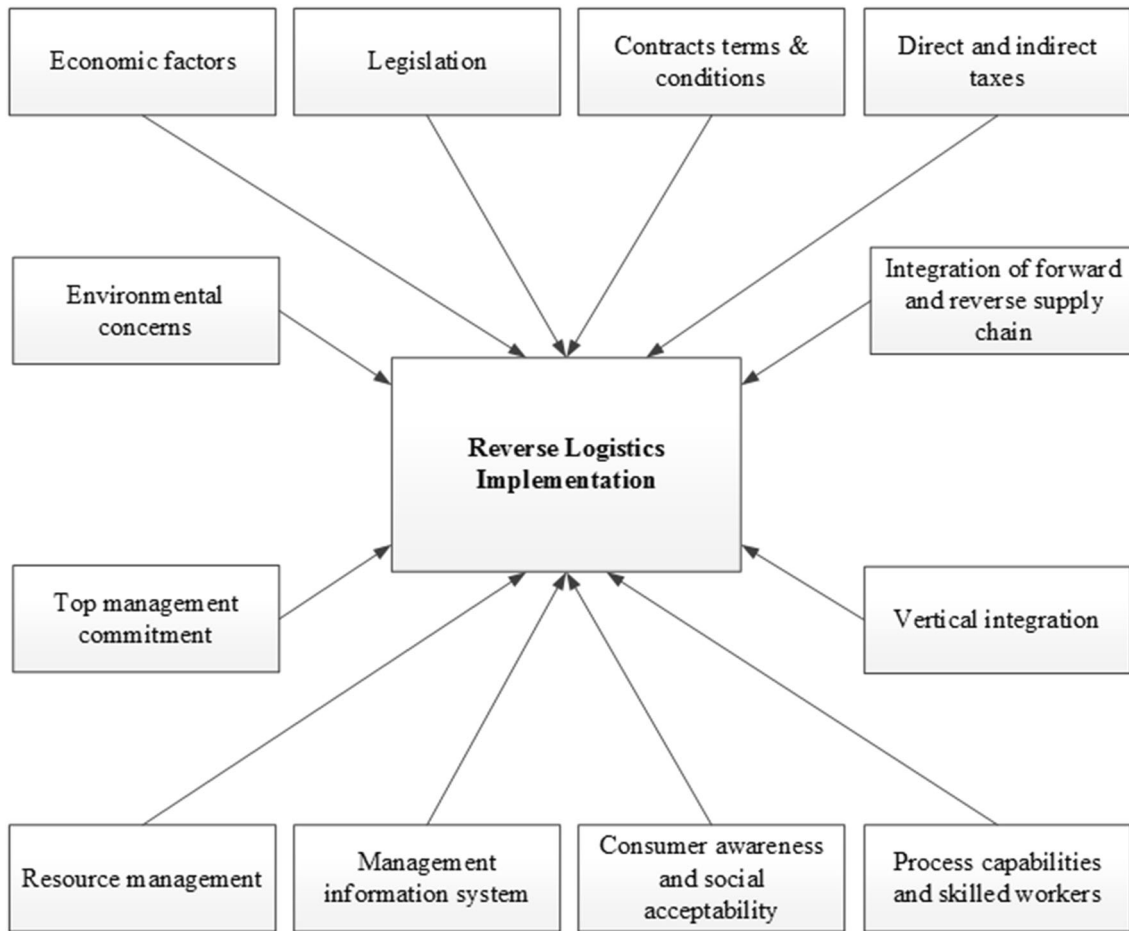 Economic factors
Legislation
Contracts terms &
conditions
Direct and indirect
taxes
Environmental
concerns
Integration of forward
and reverse supply
chain
Reverse Logistics
Implementation
Top management
commitment
Vertical integration
Resource management
Management
information system
Consumer awareness
and social
acceptability
Process capabilities
and skilled workers